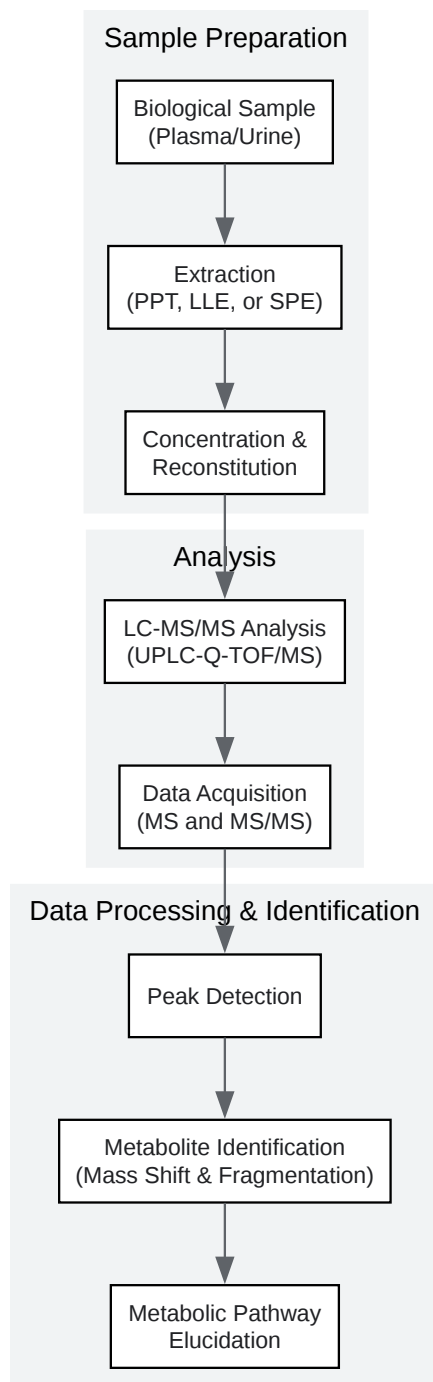 Sample Preparation
Biological Sample
(Plasma/Urine)
Extraction
(PPT, LLE, or SPE)
Concentration &
Reconstitution
Analysis
LC-MS/MS Analysis
(UPLC-Q-TOF/MS)
Data Acquisition
(MS and MS/MS)
Data Processing & Identification
Peak Detection
Metabolite Identification
(Mass Shift & Fragmentation)
Metabolic Pathway
Elucidation